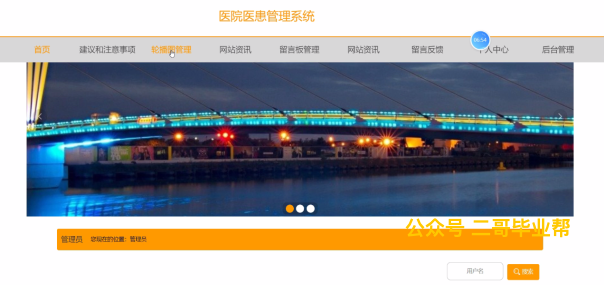 医院医患管理系统
首页 建议和注意事项 轮播图管理 网站资讯 留言板管理 网站资讯 留言反馈 个人中心 后台管理
06:54
公众号 二哥毕业帮
管理员 您现在的位置：管理员
用户名 搜索